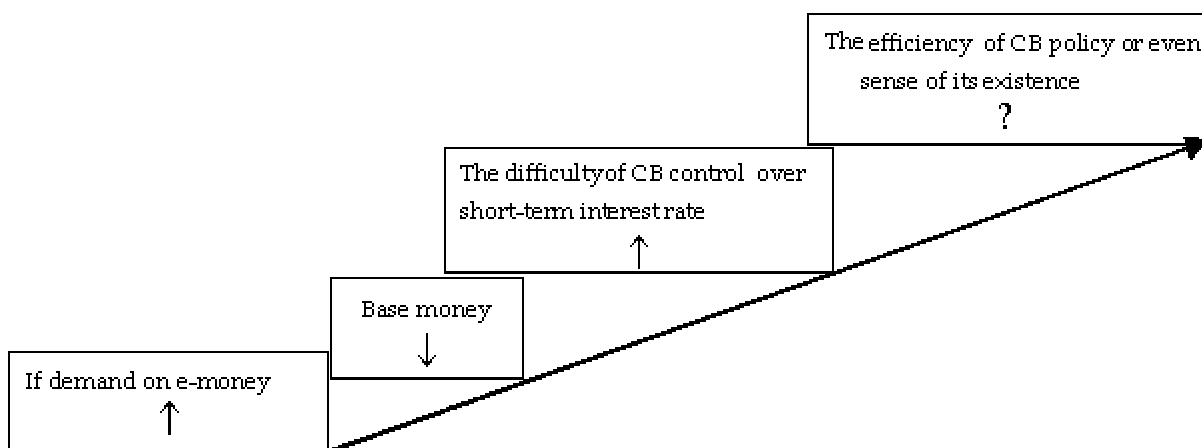 The efficiency of CB policy or even
sense of its existence
?
The difficulty of CB control over
short-term interest rate
↑
Base money
↓
If demand on e-money
↑